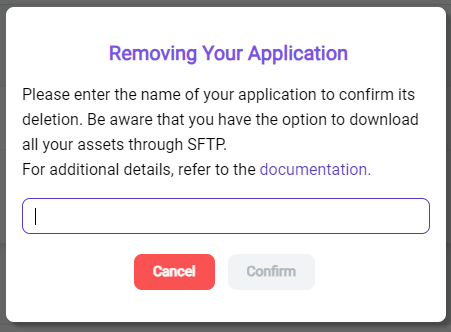 Removing Your Application
Please enter the name of your application to confirm its
deletion. Be aware that you have the option to download
all your assets through SFTP.
For additional details, refer to the documentation.
Cancel
Confirm